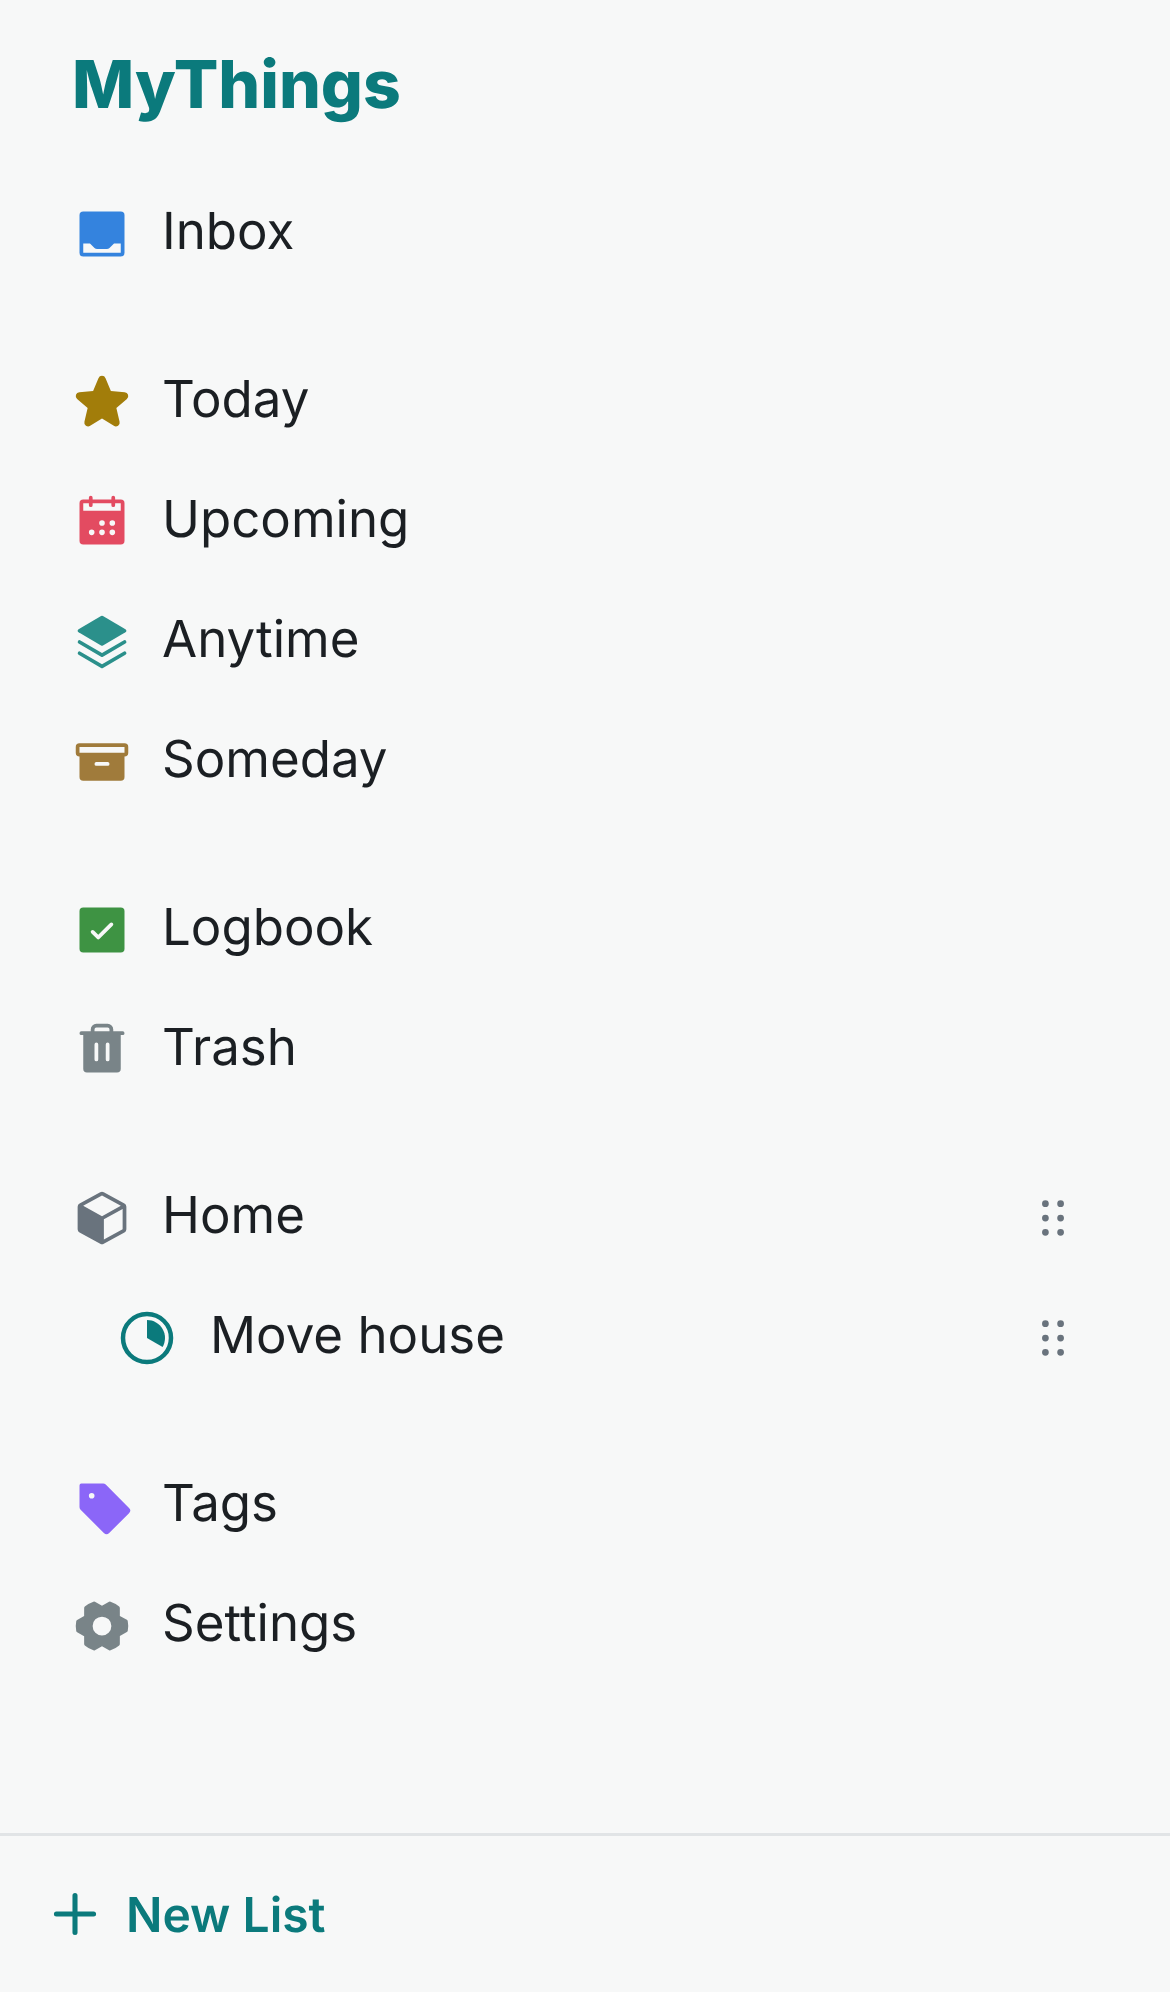 MyThings
Inbox
Today
Upcoming
Anytime
Someday
Logbook
Trash
Home
Move house
Tags
Settings
New List